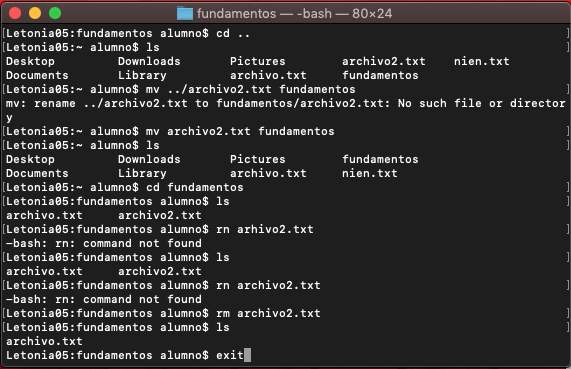 fundamentos — -bash — 80×24
[Letonia05:fundamentos alumno$ cd ..]
[Letonia05:~ alumno$ ls]
Desktop Downloads Pictures archivo2.txt nien.txt
Documents Library archivo.txt fundamentos
[Letonia05:~ alumno$ mv ../archivo2.txt fundamentos]
mv: rename ../archivo2.txt to fundamentos/archivo2.txt: No such file or director
y
[Letonia05:~ alumno$ mv archivo2.txt fundamentos]
[Letonia05:~ alumno$ ls]
Desktop Downloads Pictures fundamentos
Documents Library archivo.txt nien.txt
[Letonia05:~ alumno$ cd fundamentos]
[Letonia05:fundamentos alumno$ ls]
archivo.txt archivo2.txt
[Letonia05:fundamentos alumno$ rn arhivo2.txt]
-bash: rn: command not found
[Letonia05:fundamentos alumno$ ls]
archivo.txt archivo2.txt
[Letonia05:fundamentos alumno$ rn archivo2.txt]
-bash: rn: command not found
[Letonia05:fundamentos alumno$ rm archivo2.txt]
[Letonia05:fundamentos alumno$ ls]
archivo.txt
Letonia05:fundamentos alumno$ exit